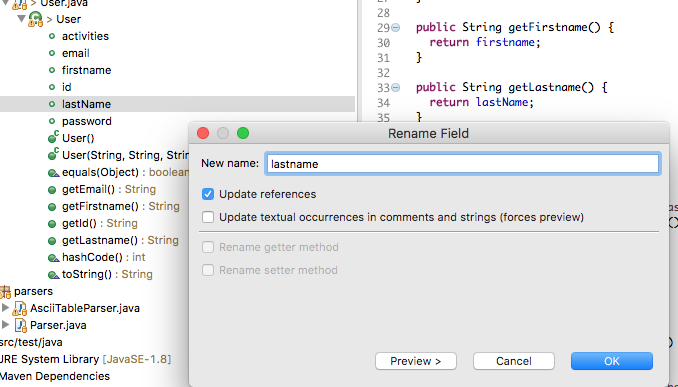 > User.java
> User
activities
email
firstname
id
lastName
password
User()
User(String, String, Strin
equals(Object) : boolean
getEmail() : String
getFirstname() : String
getId() : String
getLastname() : String
hashCode() : int
toString() : String
parsers
AsciiTableParser.java
Parser.java
src/test/java
JRE System Library [JavaSE-1.8]
Maven Dependencies
28
29 public String getFirstname() {
30 return firstname;
31 }
32
33 public String getLastname() {
34 return lastName;
35 }
Rename Field
New name: lastname
Update references
Update textual occurrences in comments and strings (forces preview)
Rename getter method
Rename setter method
Preview >
Cancel
OK